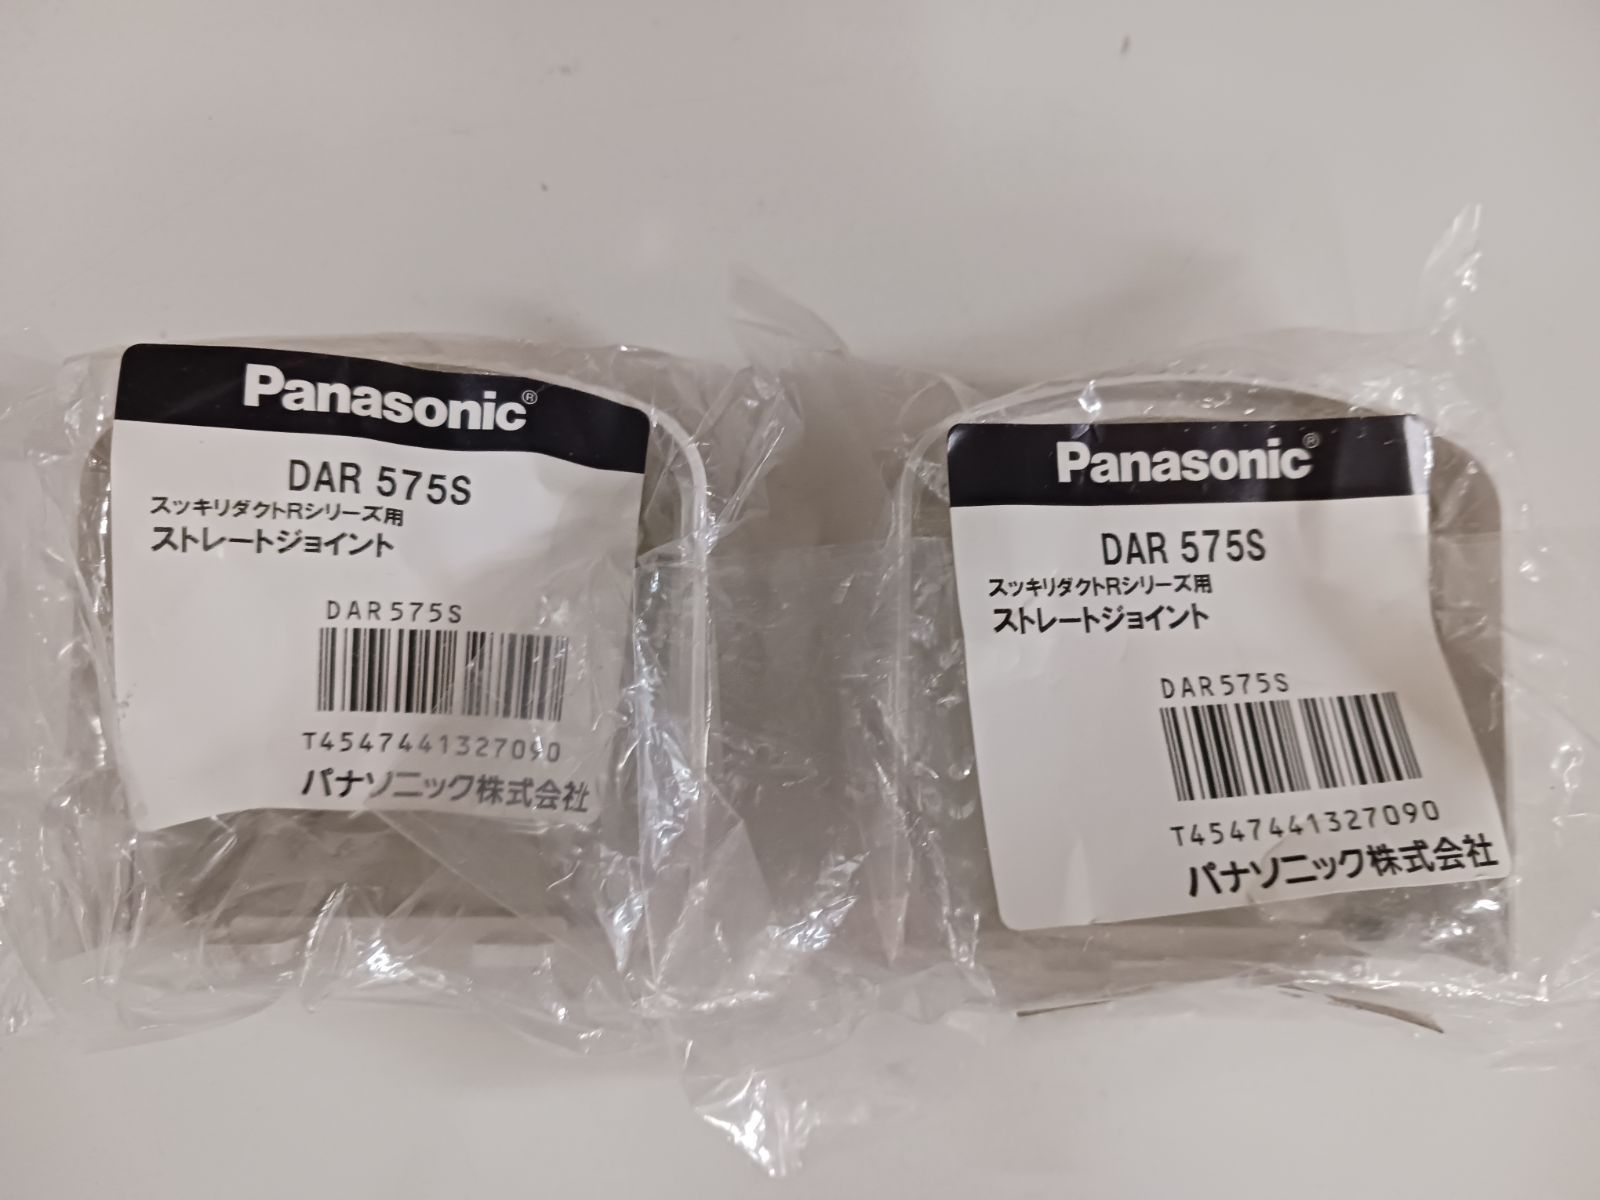 Panasonic®
DAR 575S
スッキリダクトRシリーズ用
ストレートジョイント
DAR575S
T4547441327090
パナソニック株式会社
Panasonic®
DAR 575S
スッキリダクトRシリーズ用
ストレートジョイント
DAR575S
T4547441327090
パナソニック株式会社